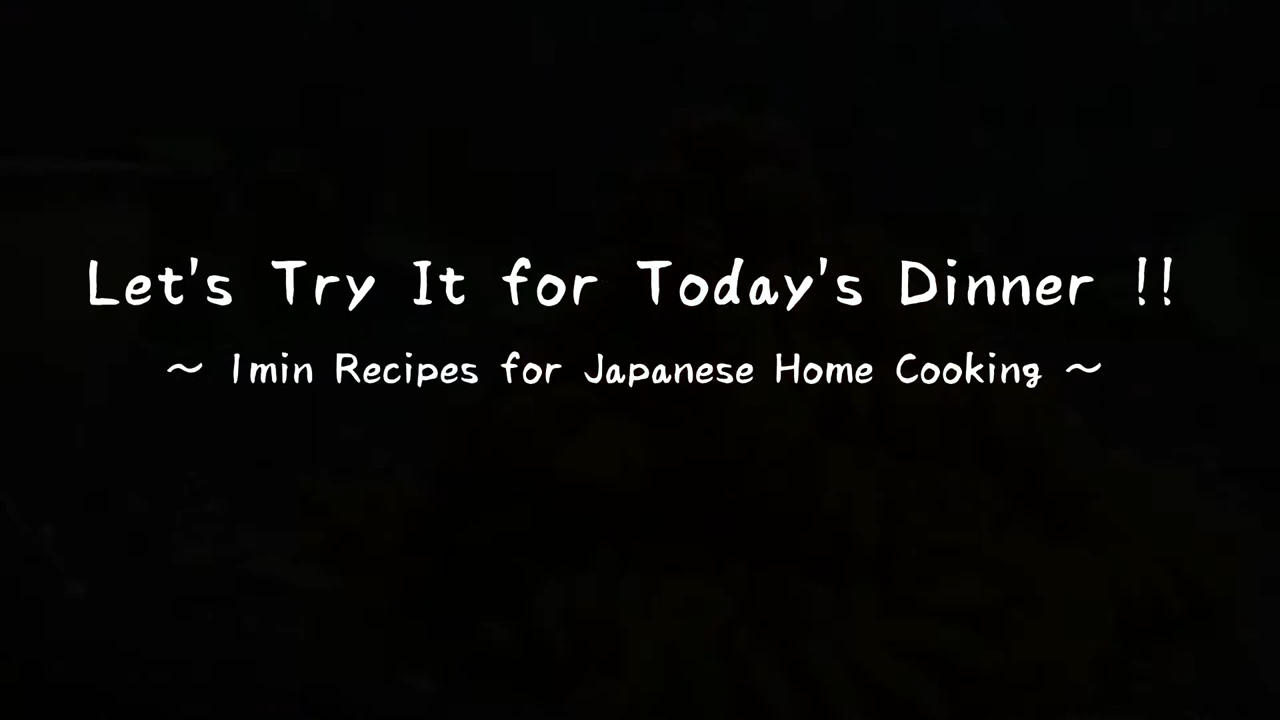 Let's Try It for Today's Dinner !!
～ 1min Recipes for Japanese Home Cooking ～